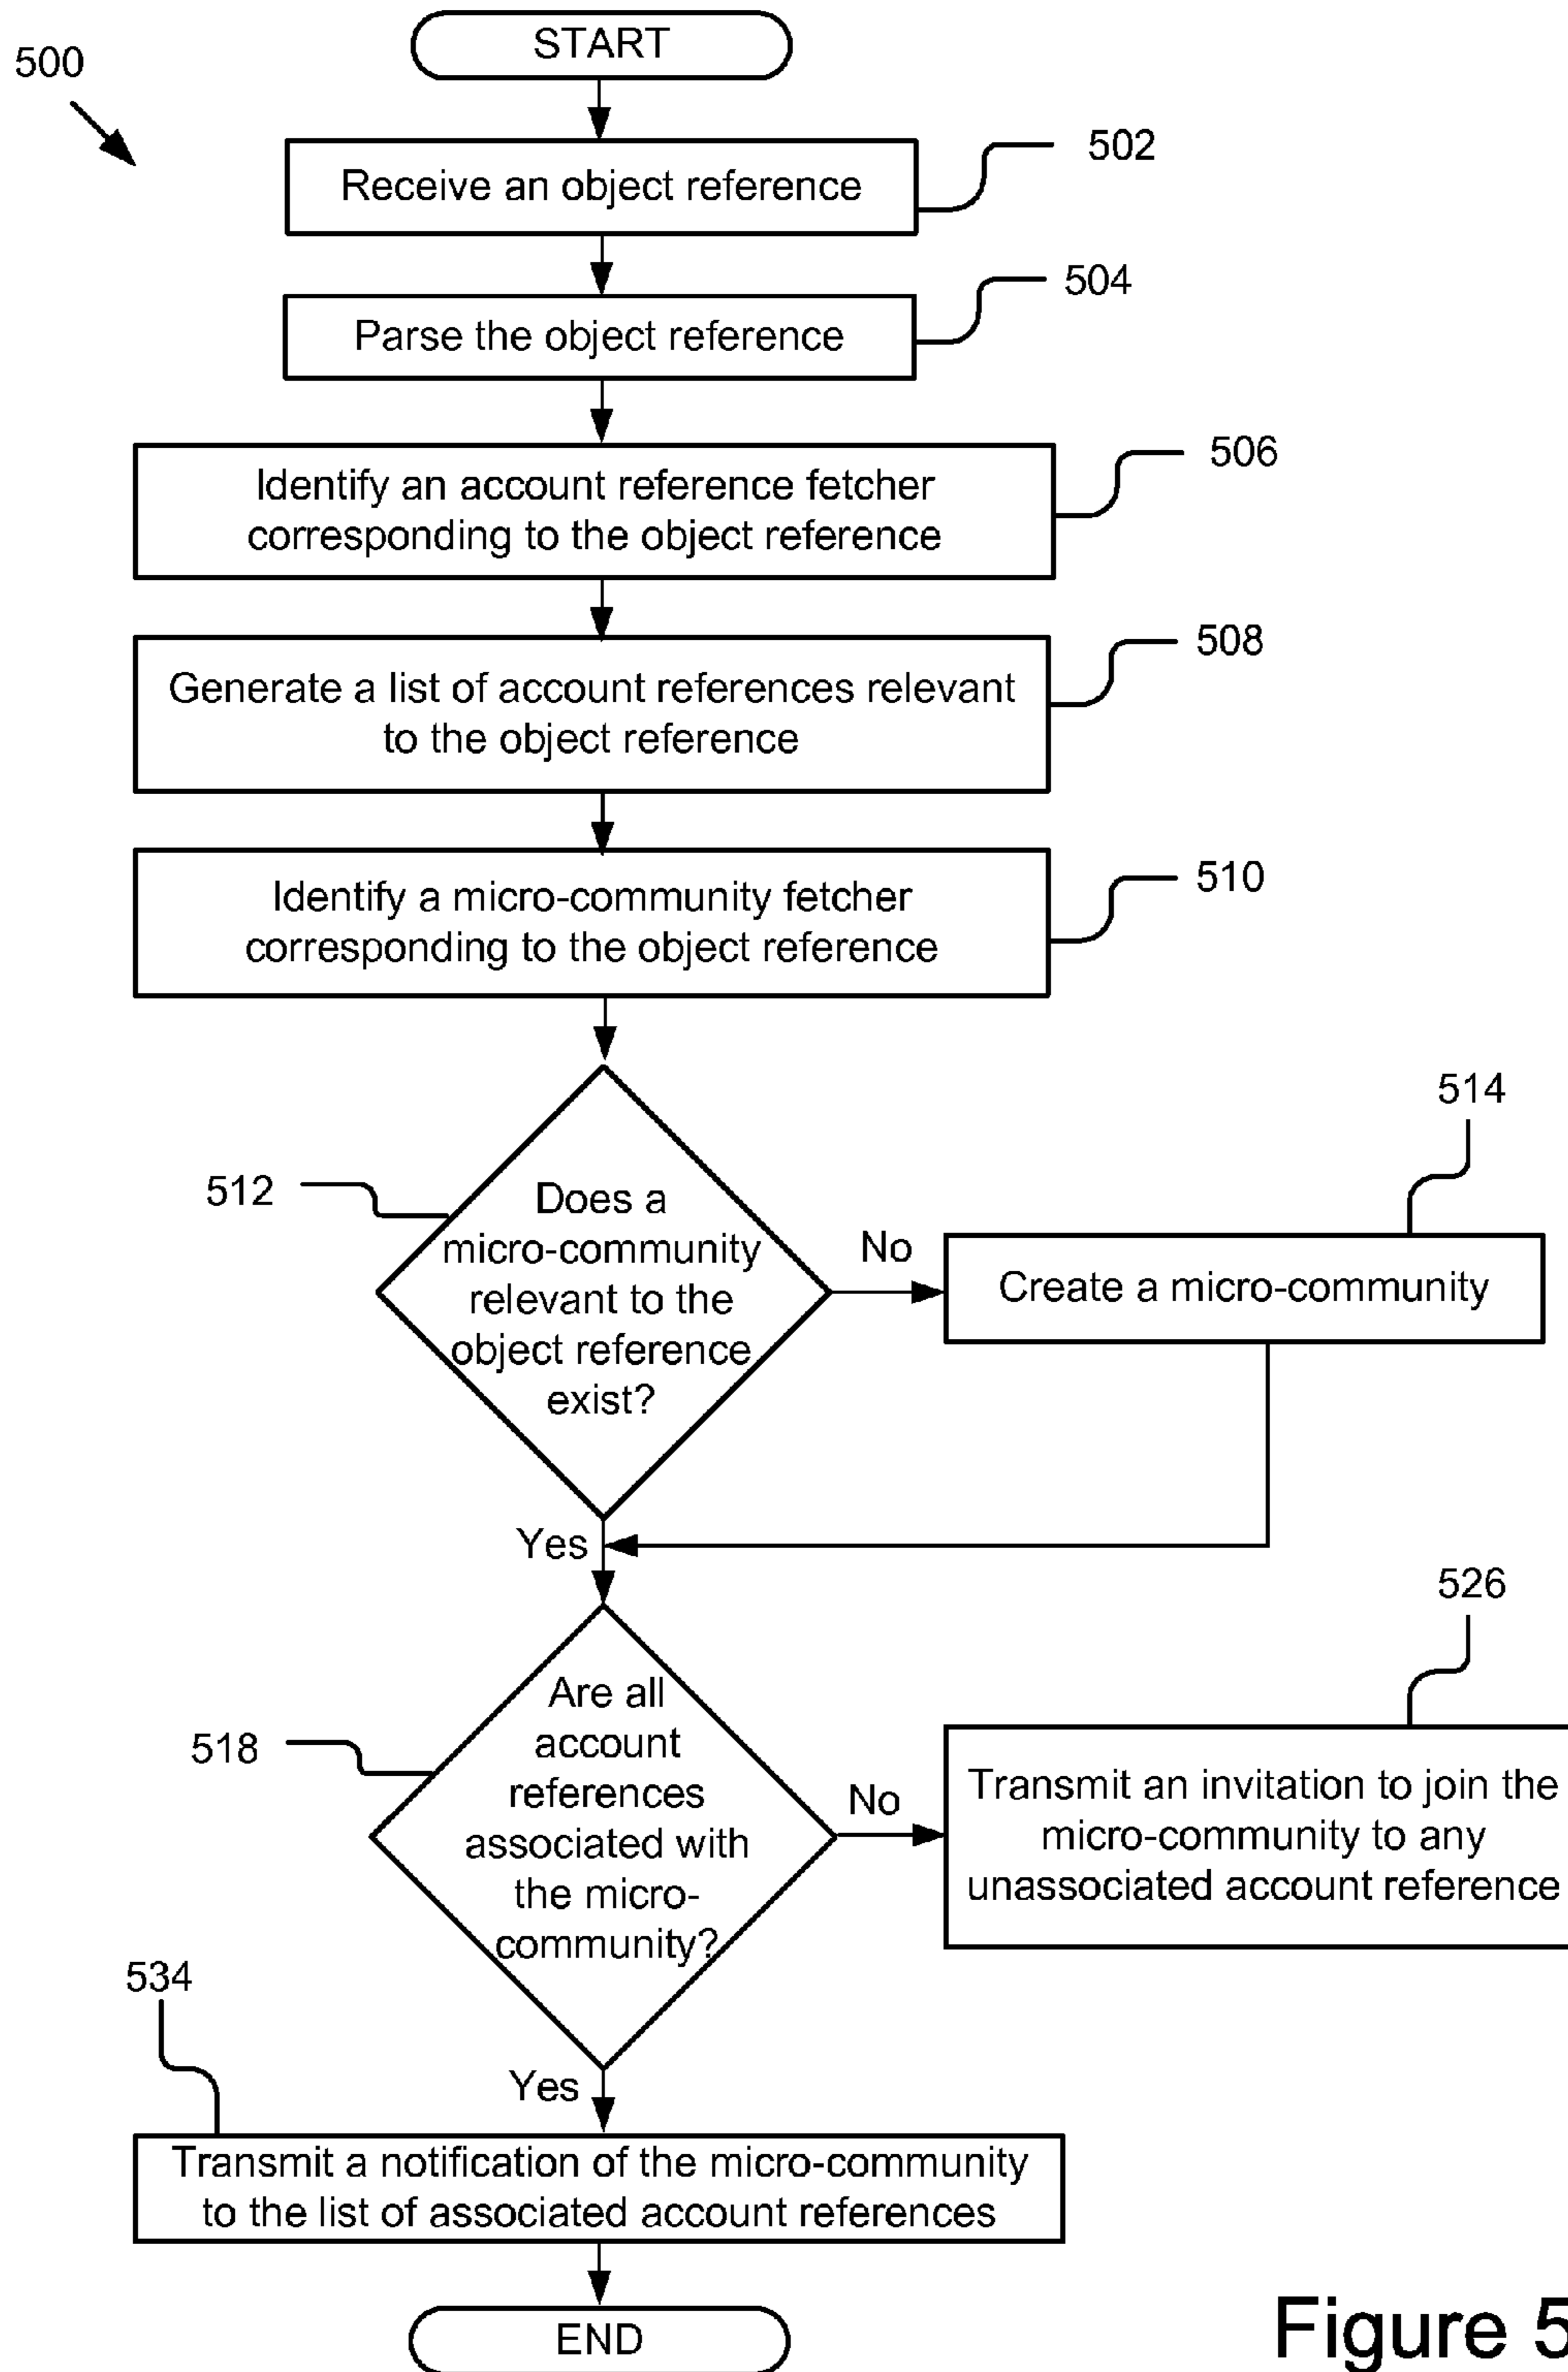 START
500
502
Receive an object reference
504
Parse the object reference
506
Identify an account reference fetcher
corresponding to the object reference
508
Generate a list of account references relevant
to the object reference
510
Identify a micro-community fetcher
corresponding to the object reference
514
512
Does a
micro-community
relevant to the
object reference
exist?
No
Create a micro-community
Yes
526
518
Are all
account
references
associated with
the micro-
community?
No
Transmit an invitation to join the
micro-community to any
unassociated account reference
534
Yes
Transmit a notification of the micro-community
to the list of associated account references
END
Figure 5